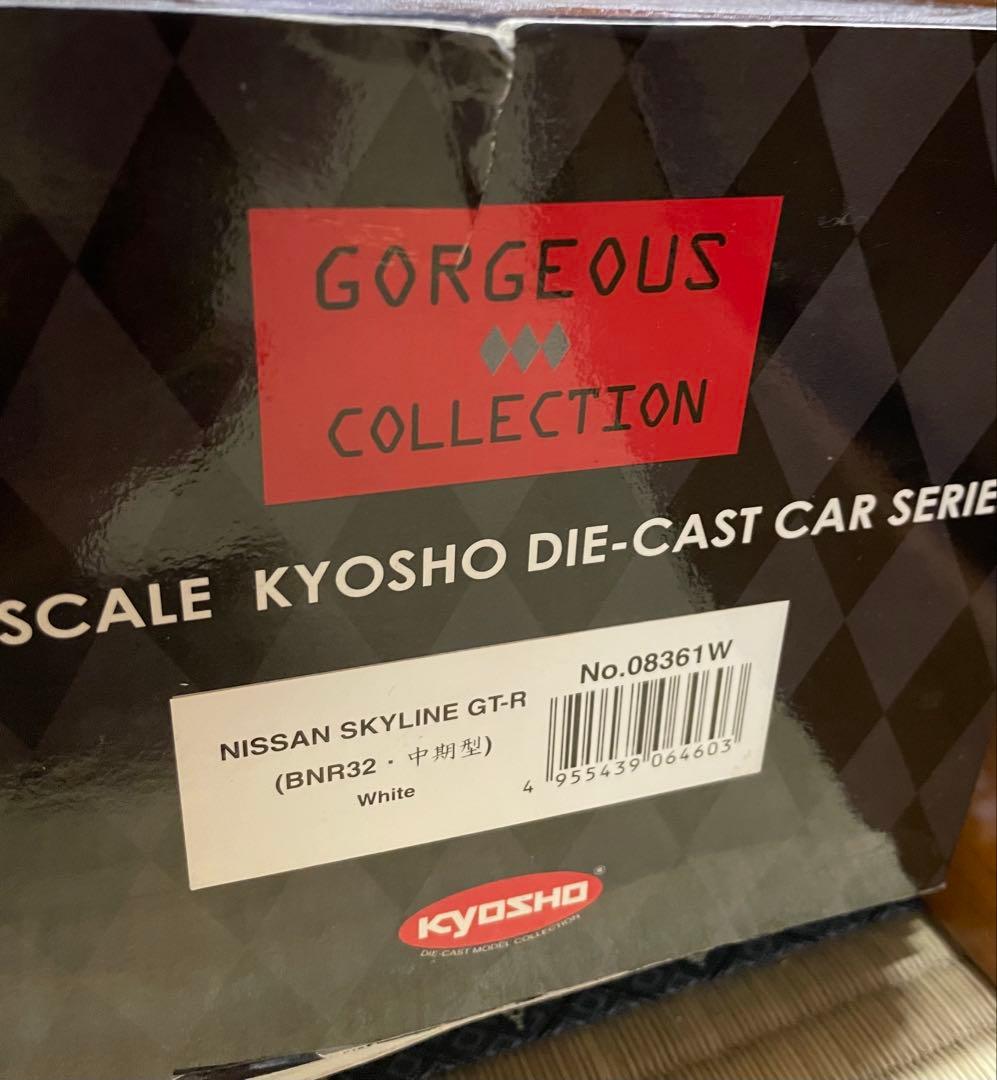 GORGEOUS
COLLECTION
SCALE KYOSHO DIE-CAST CAR SERIE
No.08361W
NISSAN SKYLINE GT-R
(BNR32・中期型)
White
4 955439 064603
KYOSHO®
DIE-CAST MODEL COLLECTION